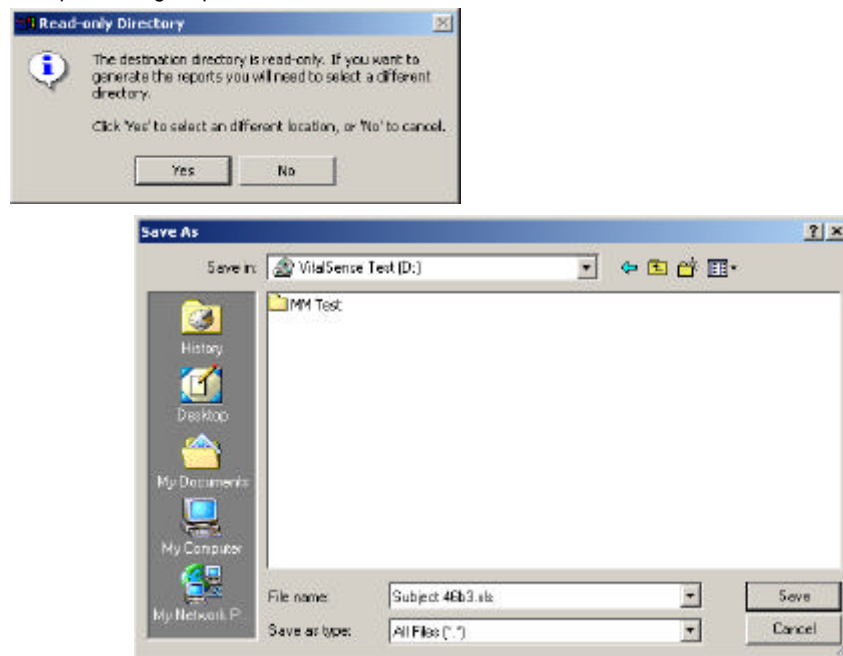 Read-only Directory
The destination directory is read-only. If you want to
generate the reports you will need to select a different
directory.
Click 'Yes' to select an different location, or 'No' to cancel.
Yes No
Save As
Save in: VitalSense Test (D:)
MM Test
History
Desktop
My Documents
My Computer
My Network P...
File name: Subject 46b3.xls Save
Save as type: All Files (*.*) Cancel